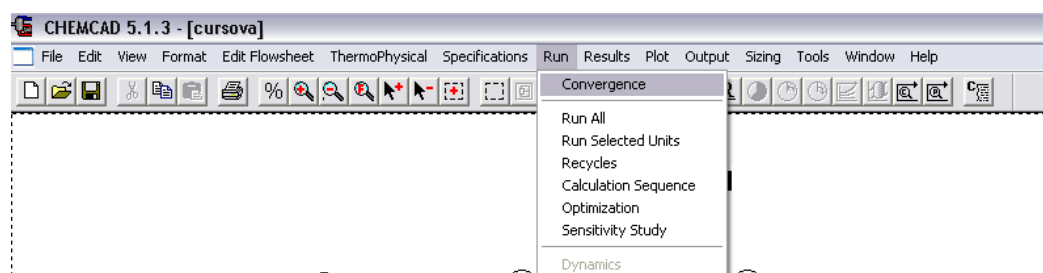 CHEMCAD 5.1.3 - [cursova]
File Edit View Format Edit Flowsheet ThermoPhysical Specifications Run Results Plot Output Sizing Tools Window Help
%
Convergence
Run All
Run Selected Units
Recycles
Calculation Sequence
Optimization
Sensitivity Study
Dynamics